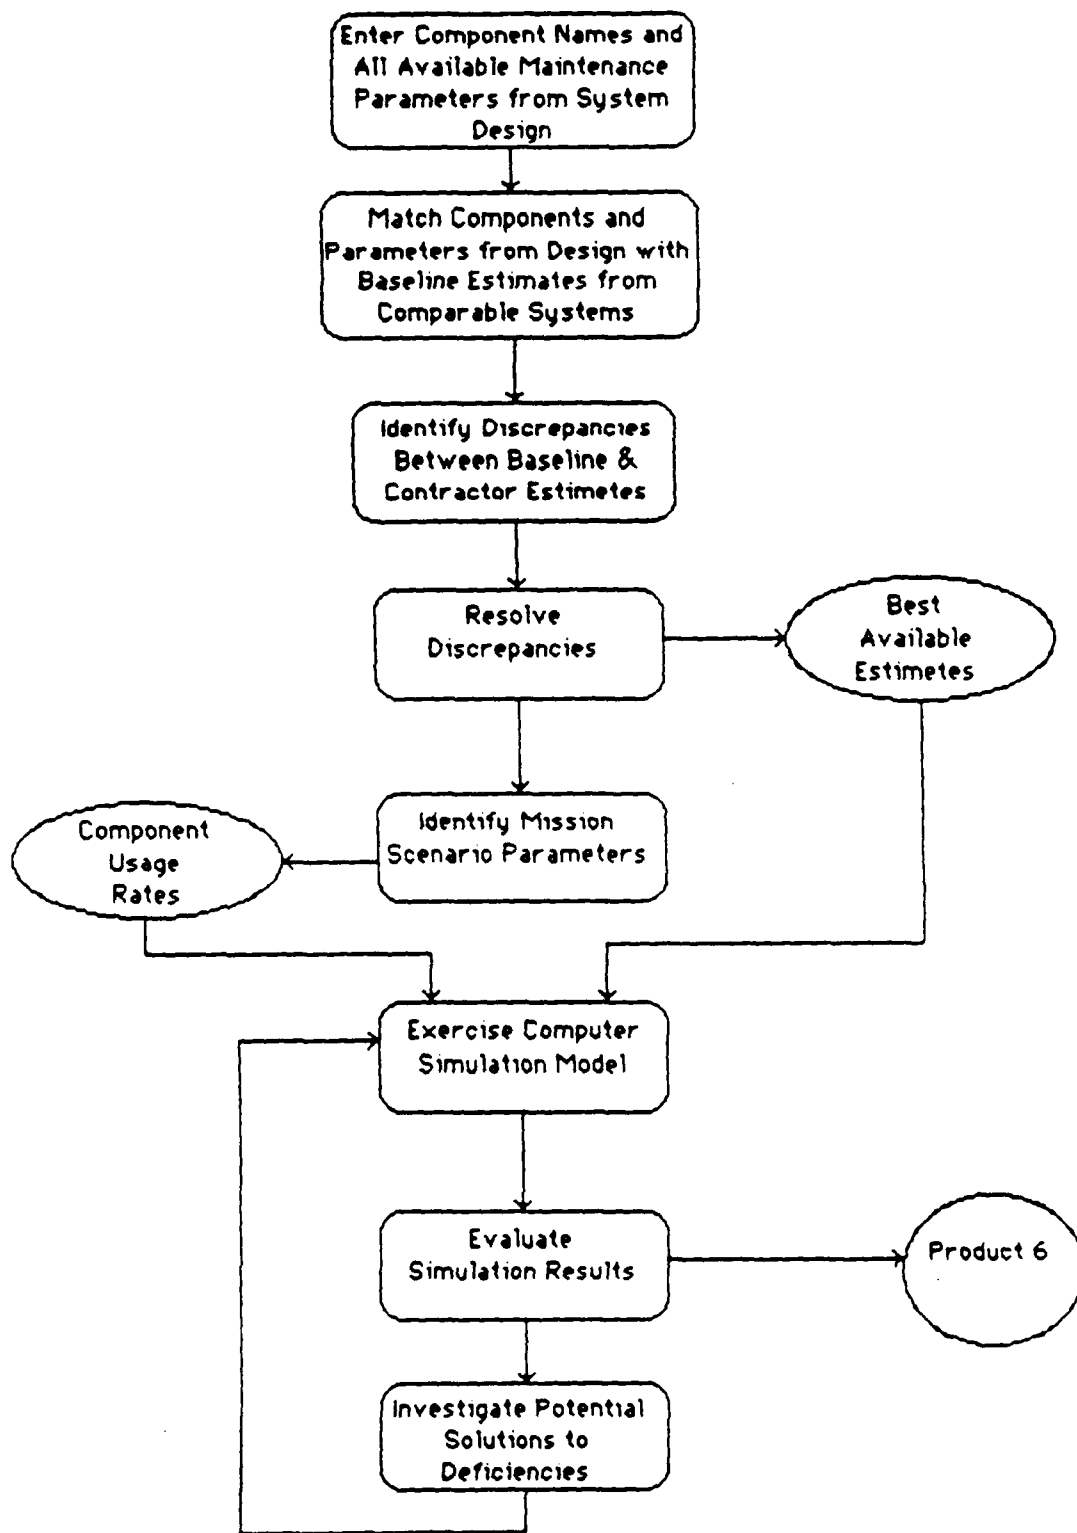 Enter Component Names and
All Available Maintenance
Parameters from System
Design
Match Components and
Parameters from Design with
Baseline Estimates from
Comparable Systems
Identify Discrepancies
Between Baseline &
Contractor Estimetes
Resolve
Discrepancies
Best
Available
Estimetes
Identify Mission
Scenario Parameters
Component
Usage
Rates
Exercise Computer
Simulation Model
Evaluate
Simulation Results
Product 6
Investigate Potential
Solutions to
Deficiencies